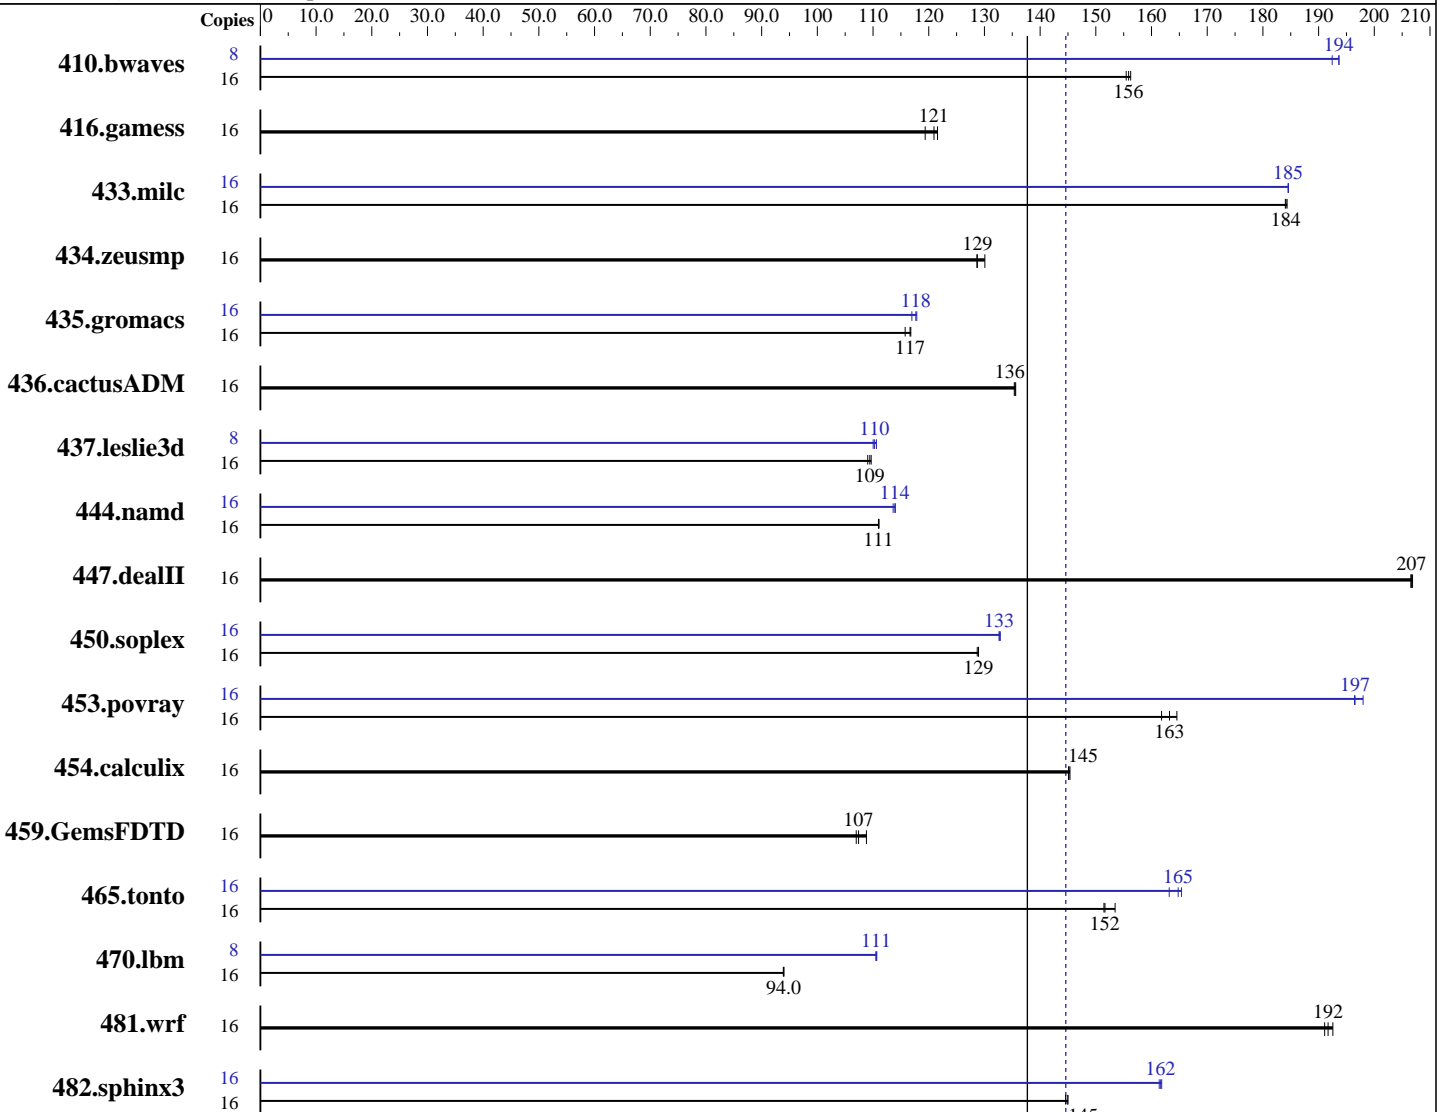 Copies 0 10.0 20.0 30.0 40.0 50.0 60.0 70.0 80.0 90.0 100 110 120 130 140 150 160 170 180 190 200 210
410.bwaves 8 194
16 156
416.gamess 16 121
433.milc 16 185
16 184
434.zeusmp 16 129
435.gromacs 16 118
16 117
436.cactusADM 16 136
437.leslie3d 8 110
16 109
444.namd 16 114
16 111
447.dealII 16 207
450.soplex 16 133
16 129
453.povray 16 197
16 163
454.calculix 16 145
459.GemsFDTD 16 107
465.tonto 16 165
16 152
470.lbm 8 111
16 94.0
481.wrf 16 192
482.sphinx3 16 162
16 145